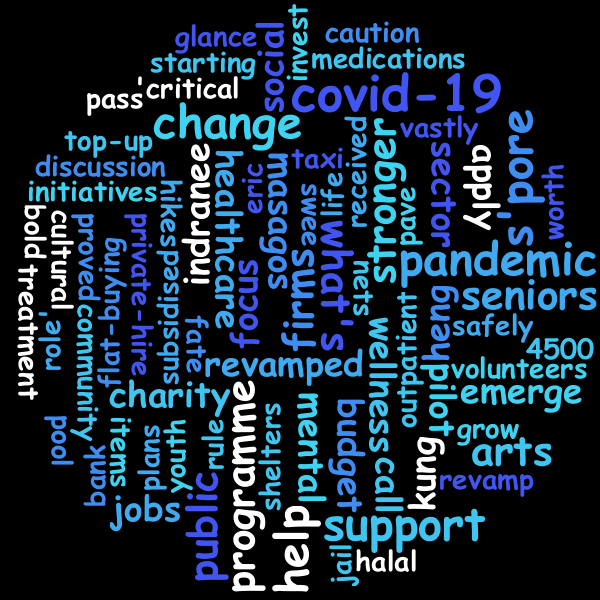 glance
social
invest
caution
starting
medications
'critical
pass
covid-19
change
top-up
discussion
initiatives
indranee
healthcare
eric
masagos
taxi
swee
life
received
stronger
pave
vastly
sector
apply
s'pore
worth
bold
cultural
proved
flat-buying
private-hire
hikes
focus
firms
what's
nets
pandemic
seniors
treatment
role,
community
subsidised
fate
revamped
wellness
outpatient
heng
safely
4500
volunteers
emerge
charity
programme
pilot
grow
arts
pool
bank
items
plans
youth
rule
shelters
mental
budget
call
kung
revamp
jobs
public
help
support
jail
halal